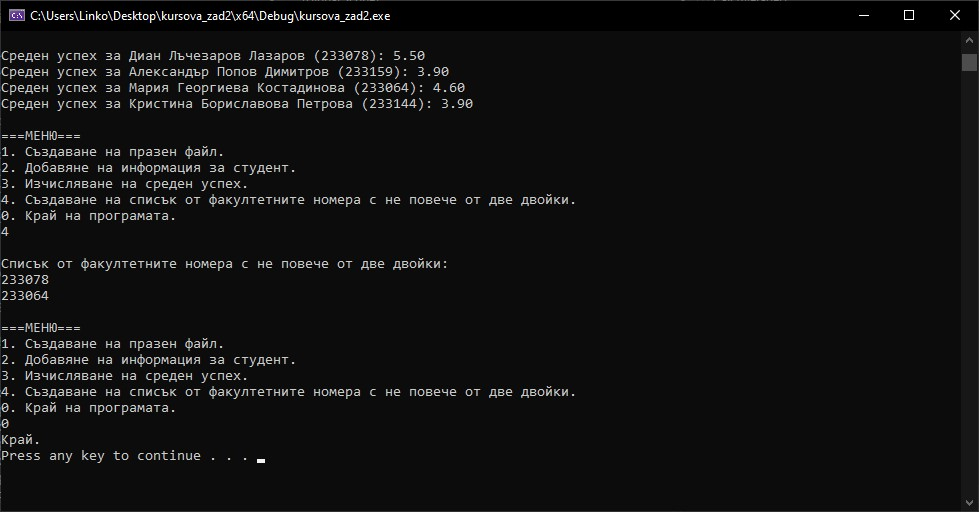 C:\Users\Linko\Desktop\kursova_zad2\x64\Debug\kursova_zad2.exe
Среден успех за Диан Лъчезаров Лазаров (233078): 5.50
Среден успех за Александър Попов Димитров (233159): 3.90
Среден успех за Мария Георгиева Костадинова (233064): 4.60
Среден успех за Кристина Бориславова Петрова (233144): 3.90
===МЕНЮ===
1. Създаване на празен файл.
2. Добавяне на информация за студент.
3. Изчисляване на среден успех.
4. Създаване на списък от факултетните номера с не повече от две двойки.
0. Край на програмата.
4
Списък от факултетните номера с не повече от две двойки:
233078
233064
===МЕНЮ===
1. Създаване на празен файл.
2. Добавяне на информация за студент.
3. Изчисляване на среден успех.
4. Създаване на списък от факултетните номера с не повече от две двойки.
0. Край на програмата.
0
Край.
Press any key to continue . . .